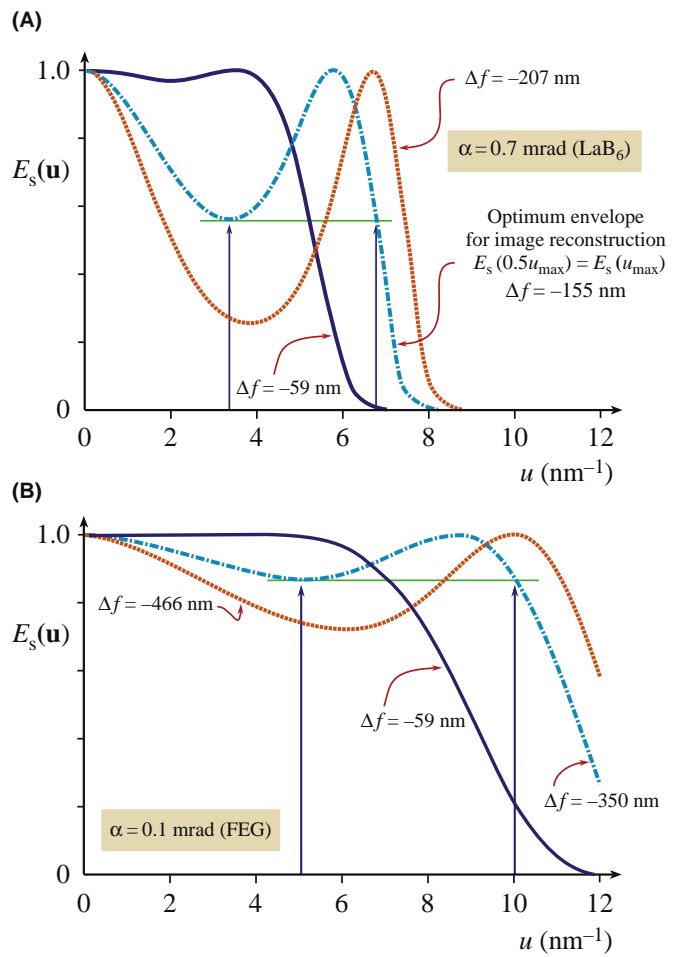 (A)
1.0
Δf = –207 nm
α = 0.7 mrad (LaB₆)
Eₛ(u)
Optimum envelope
for image reconstruction
Eₛ (0.5uₘₐₓ) = Eₛ (uₘₐₓ)
Δf = –155 nm
Δf = –59 nm
0
0 2 4 6 8 10 12
u (nm⁻¹)
(B)
1.0
Δf = –466 nm
Eₛ(u)
Δf = –59 nm
Δf = –350 nm
α = 0.1 mrad (FEG)
0
0 2 4 6 8 10 12
u (nm⁻¹)